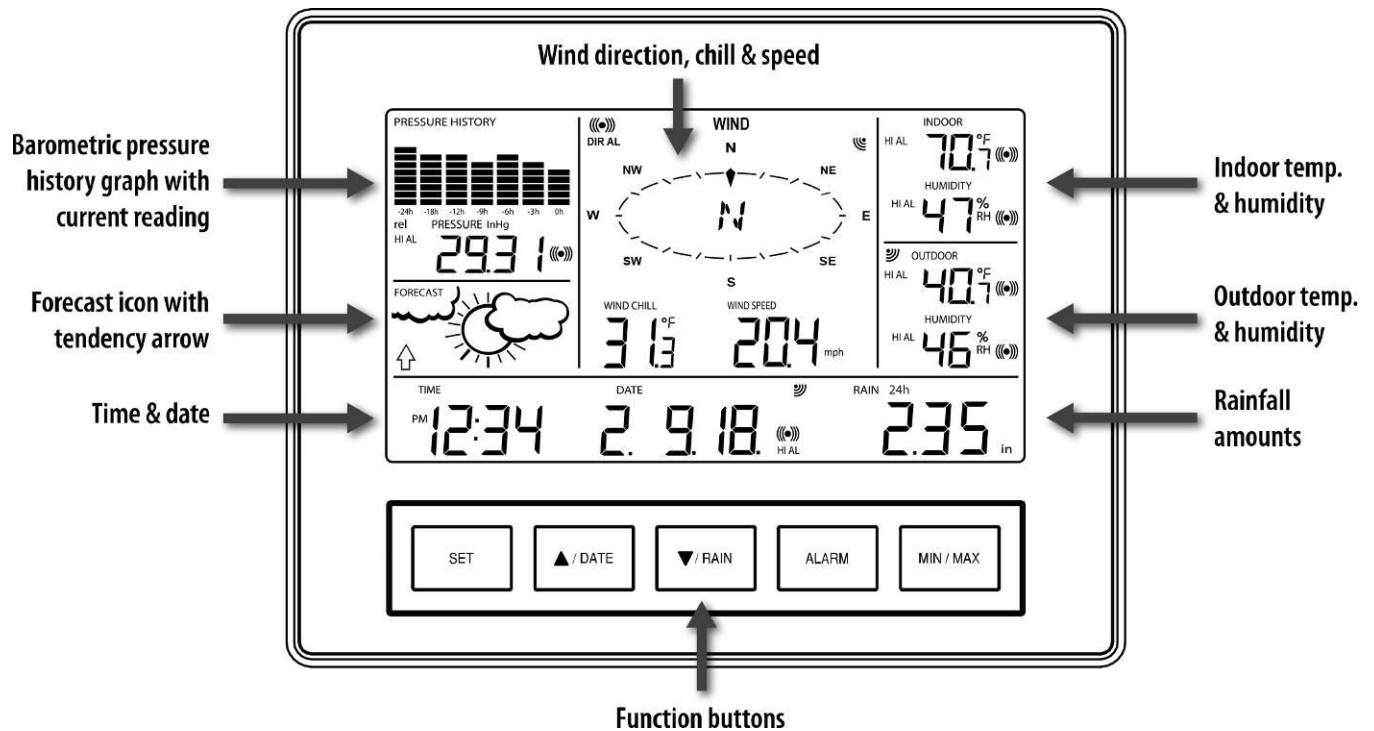 Wind direction, chill & speed
Barometric pressure
history graph with
current reading
Forecast icon with
tendency arrow
Time & date
PRESSURE HISTORY
-24h -18h -12h -9h -6h -3h 0h
rel PRESSURE InHg
HI AL 29.31
FORECAST
DIR AL
WIND
N
NW NE
W N E
SW SE
S
WIND CHILL WIND SPEED
31.3 °F 20.4 mph
INDOOR
HI AL 70.7 °F
HUMIDITY
HI AL 47 % RH
OUTDOOR
HI AL 40.7 °F
HUMIDITY
HI AL 46 % RH
TIME DATE RAIN 24h
PM 12:34 2. 9.18. HI AL 2.35 in
Indoor temp.
& humidity
Outdoor temp.
& humidity
Rainfall
amounts
SET ▲/ DATE ▼/ RAIN ALARM MIN / MAX
Function buttons